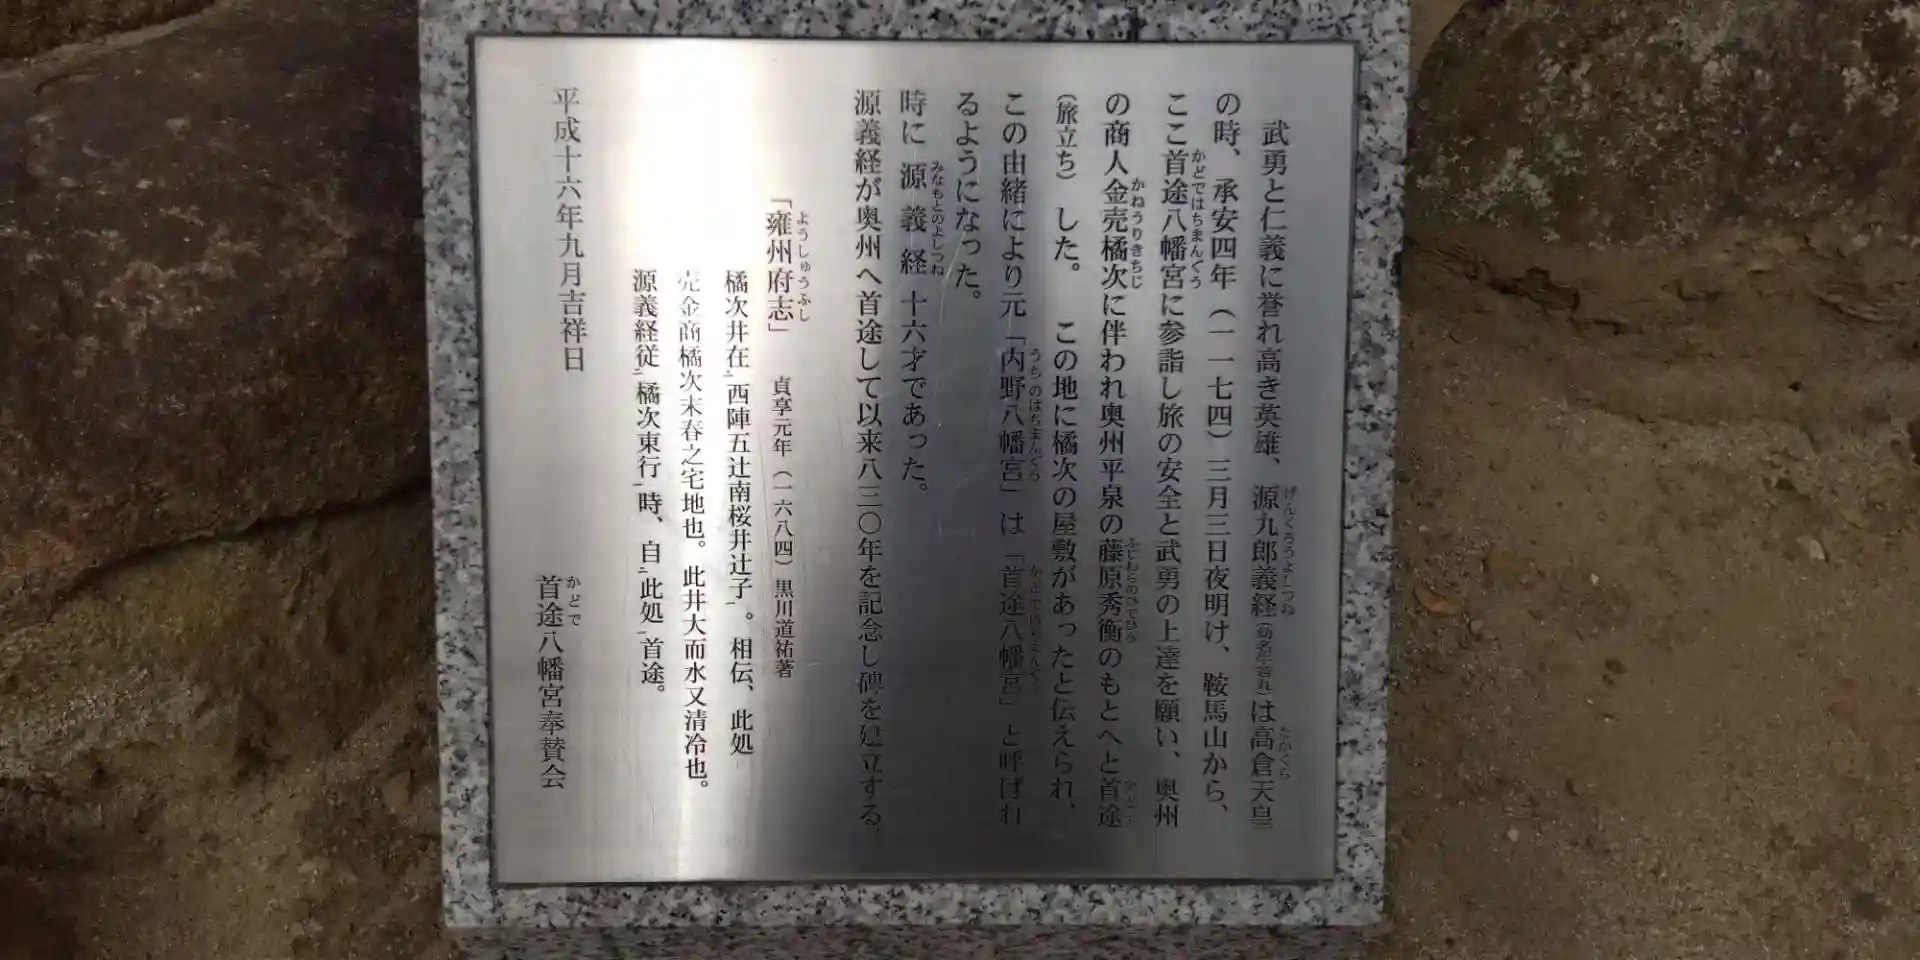 武勇と仁義に誉れ高き英雄、源九郎義経(幼名牛若丸)は高倉天皇
の時、承安四年(一一七四)三月三日夜明け、鞍馬山から、
ここ首途八幡宮に参詣し旅の安全と武勇の上達を願い、奥州
の商人金売橘次に伴われ奥州平泉の藤原秀衡のもとへと首途
(旅立ち)した。 この地に橘次の屋敷があったと伝えられ、
この由緒により元「内野八幡宮」は「首途八幡宮」と呼ばれ
るようになった。
時に 源義経 十六才であった。
源義経が奥州へ首途して以来八三〇年を記念し碑を建立する。
「雍州府志」 貞享元年(一六八四)黒川道祐著
橘次井在二西陣五辻南桜井辻子一。相伝、此処
売金商橘次末春之宅地也。此井大而水又清冷也。
源義経従二橘次東行一時、自二此処一首途。
平成十六年九月吉祥日
首途八幡宮奉賛会